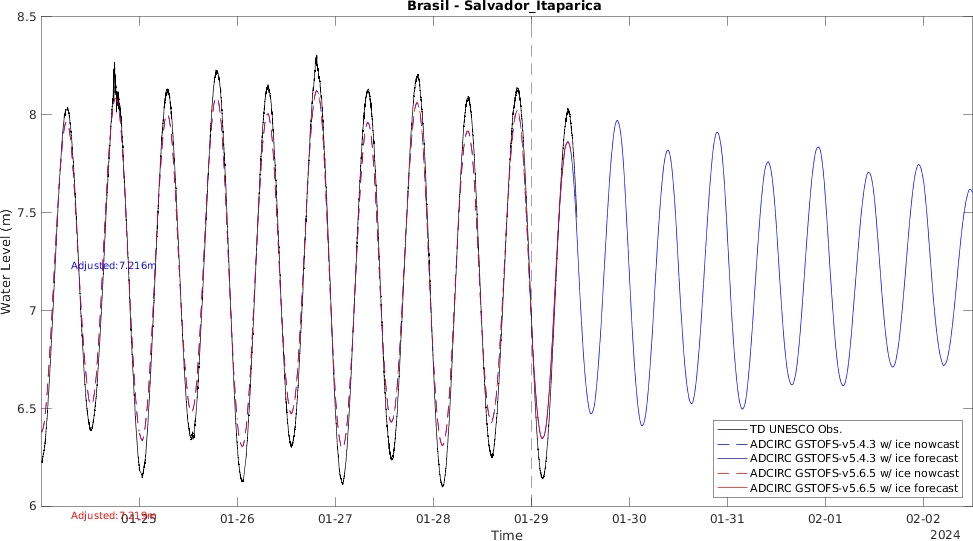 Brasil - Salvador_Itaparica
8.5
8
7.5
7
6.5
6
Water Level (m)
Adjusted:7.216m
Adjusted:7.219m
01-25
01-26
01-27
01-28
01-29
01-30
01-31
02-01
02-02
Time
2024
TD UNESCO Obs.
ADCIRC GSTOFS-v5.4.3 w/ ice nowcast
ADCIRC GSTOFS-v5.4.3 w/ ice forecast
ADCIRC GSTOFS-v5.6.5 w/ ice nowcast
ADCIRC GSTOFS-v5.6.5 w/ ice forecast